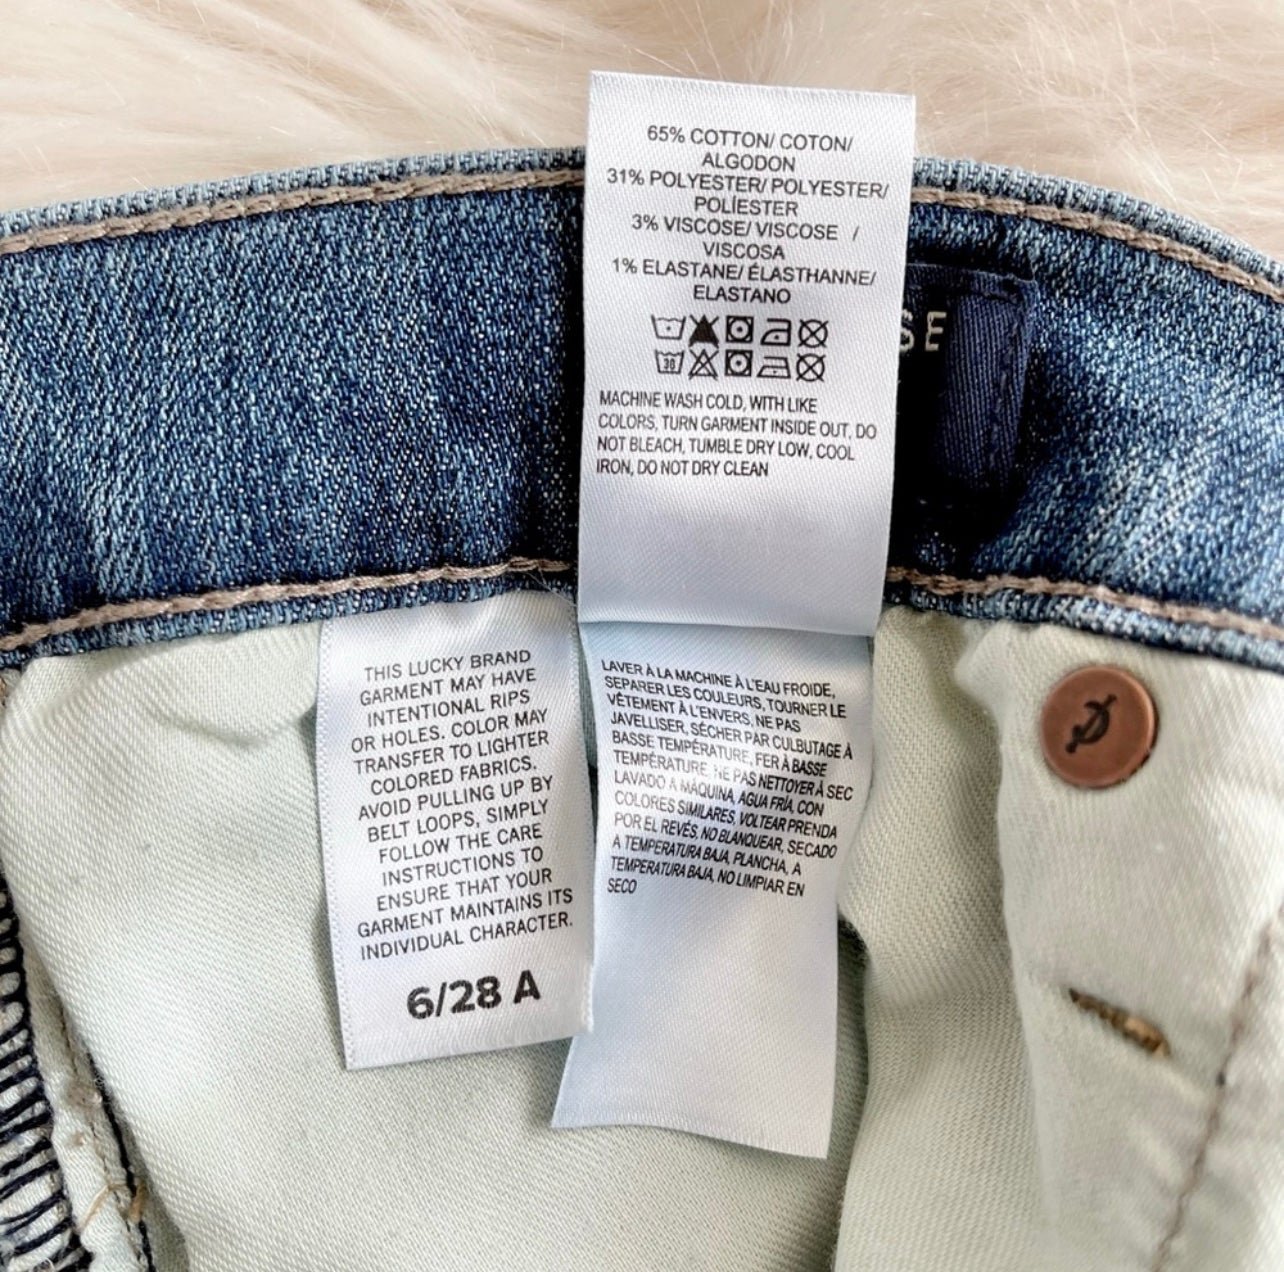 65% COTTON/ COTON/
ALGODON
31% POLYESTER/ POLYESTER/
POLÍESTER
3% VISCOSE/ VISCOSE /
VISCOSA
1% ELASTANE/ ÉLASTHANNE/
ELASTANO
30
MACHINE WASH COLD, WITH LIKE
COLORS, TURN GARMENT INSIDE OUT, DO
NOT BLEACH, TUMBLE DRY LOW, COOL
IRON, DO NOT DRY CLEAN
SE
THIS LUCKY BRAND
GARMENT MAY HAVE
INTENTIONAL RIPS
OR HOLES. COLOR MAY
TRANSFER TO LIGHTER
COLORED FABRICS.
AVOID PULLING UP BY
BELT LOOPS, SIMPLY
FOLLOW THE CARE
INSTRUCTIONS TO
ENSURE THAT YOUR
GARMENT MAINTAINS ITS
INDIVIDUAL CHARACTER.
6/28 A
LAVER À LA MACHINE À L'EAU FROIDE,
SEPARER LES COULEURS, TOURNER LE
VÊTEMENT À L'ENVERS, NE PAS
JAVELLISER, SÉCHER PAR CULBUTAGE À
BASSE TEMPÉRATURE, FER À BASSE
TEMPÉRATURE, NE PAS NETTOYER À SEC
LAVADO A MÁQUINA, AGUA FRÍA, CON
COLORES SIMILARES, VOLTEAR PRENDA
POR EL REVÉS, NO BLANQUEAR, SECADO
A TEMPERATURA BAJA, PLANCHA, A
TEMPERATURA BAJA, NO LIMPIAR EN
SECO